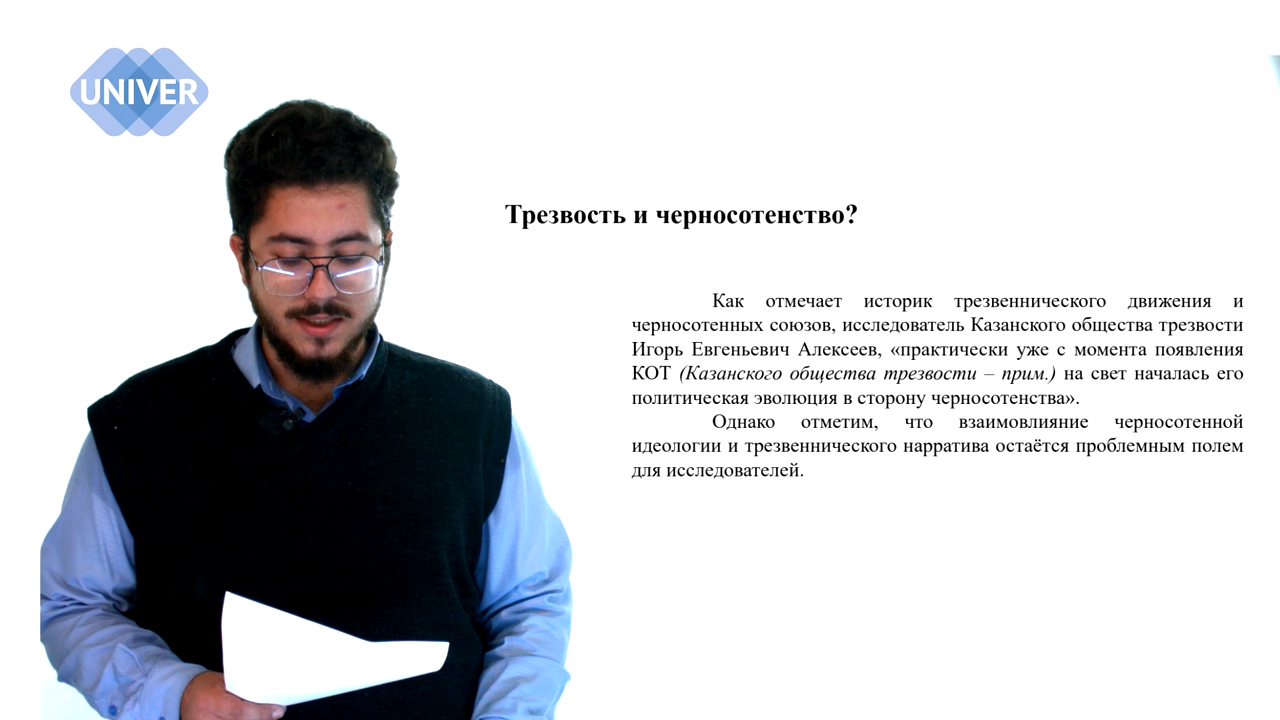 UNIVER
Трезвость и черносотенство?
Как отмечает историк трезвеннического движения и
черносотенных союзов, исследователь Казанского общества трезвости
Игорь Евгеньевич Алексеев, «практически уже с момента появления
КОТ (Казанского общества трезвости – прим.) на свет началась его
политическая эволюция в сторону черносотенства».
Однако отметим, что взаимовлияние черносотенной
идеологии и трезвеннического нарратива остаётся проблемным полем
для исследователей.